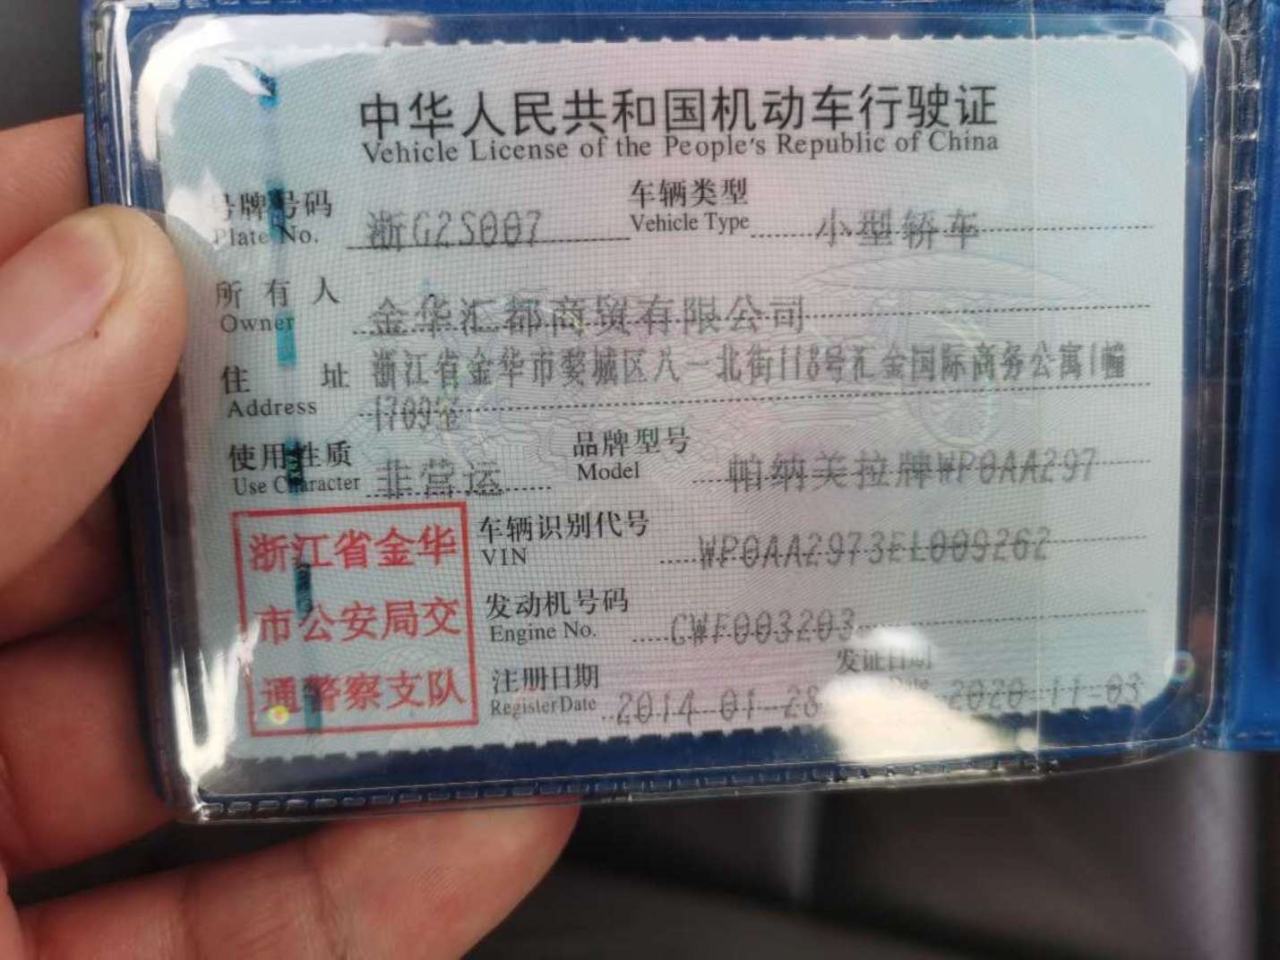 中华人民共和国机动车行驶证
Vehicle License of the People's Republic of China
号牌号码 浙G2S007 车辆类型 小型轿车
Plate No. Vehicle Type
所有人 金华汇都商贸有限公司
Owner
住址 浙江省金华市婺城区八一北街118号汇金国际商务公寓1幢
Address 1709室
使用性质 非营运 品牌型号 帕纳美拉牌WP0AA297
Use Character Model
浙江省金华
市公安局交
通警察支队
车辆识别代号 WP0AA2973EL009262
VIN
发动机号码 CWF003203
Engine No.
注册日期 2014-01-28 发证日期 2020-11-03
Register Date Date